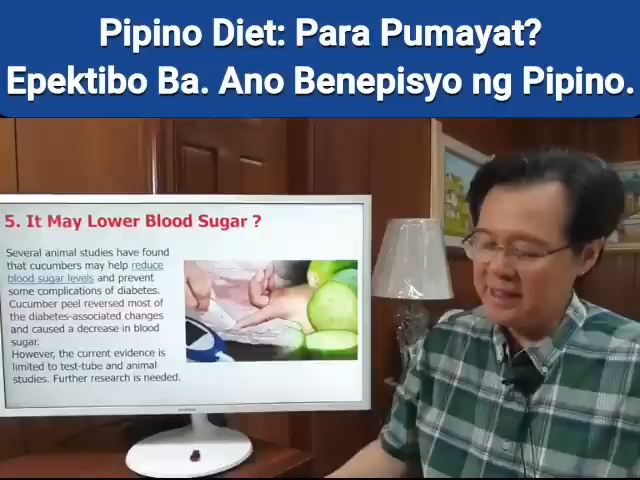 Pipino Diet: Para Pumayat?
Epektibo Ba. Ano Benepisyo ng Pipino.
5. It May Lower Blood Sugar ?
Several animal studies have found
that cucumbers may help reduce
blood sugar levels and prevent
some complications of diabetes.
Cucumber peel reversed most of
the diabetes-associated changes
and caused a decrease in blood
sugar.
However, the current evidence is
limited to test-tube and animal
studies. Further research is needed.